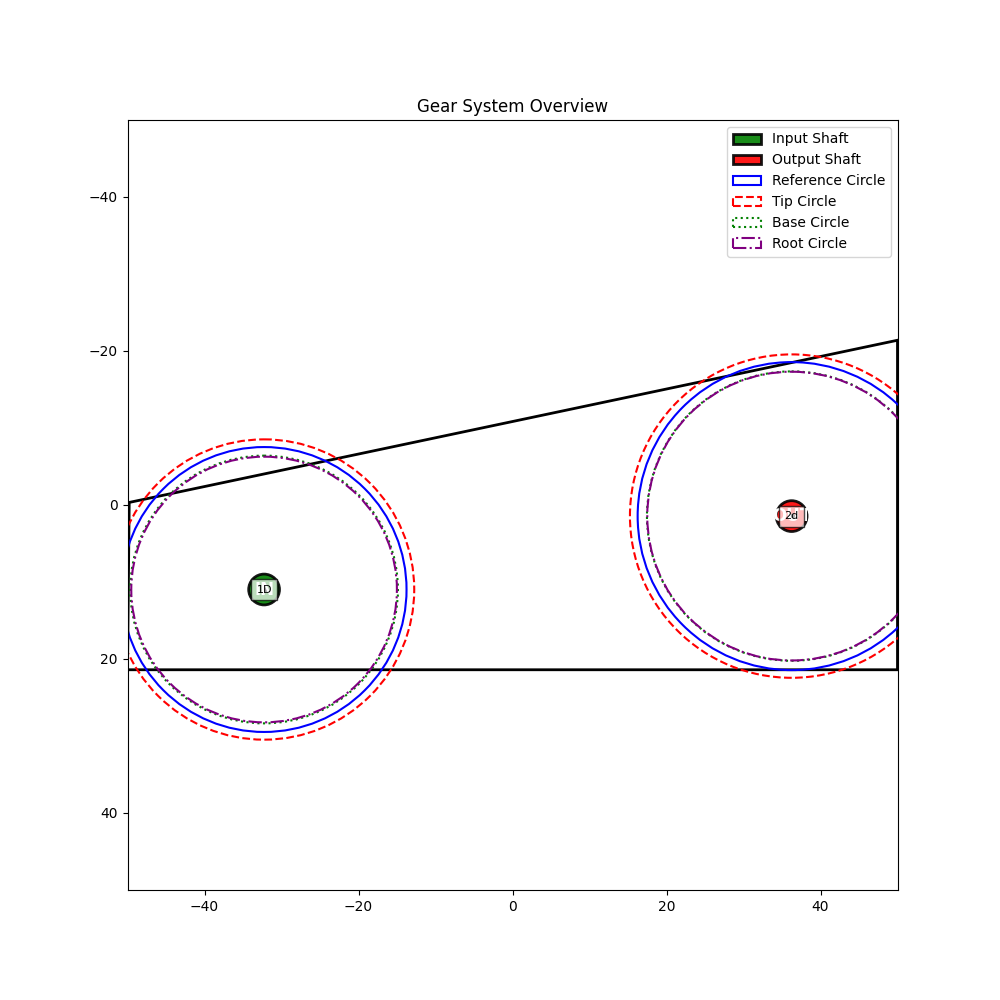 Gear System Overview
Input Shaft
Output Shaft
Reference Circle
Tip Circle
Base Circle
Root Circle
−40
−20
0
20
40
1D
2d
−40
−20
0
20
40